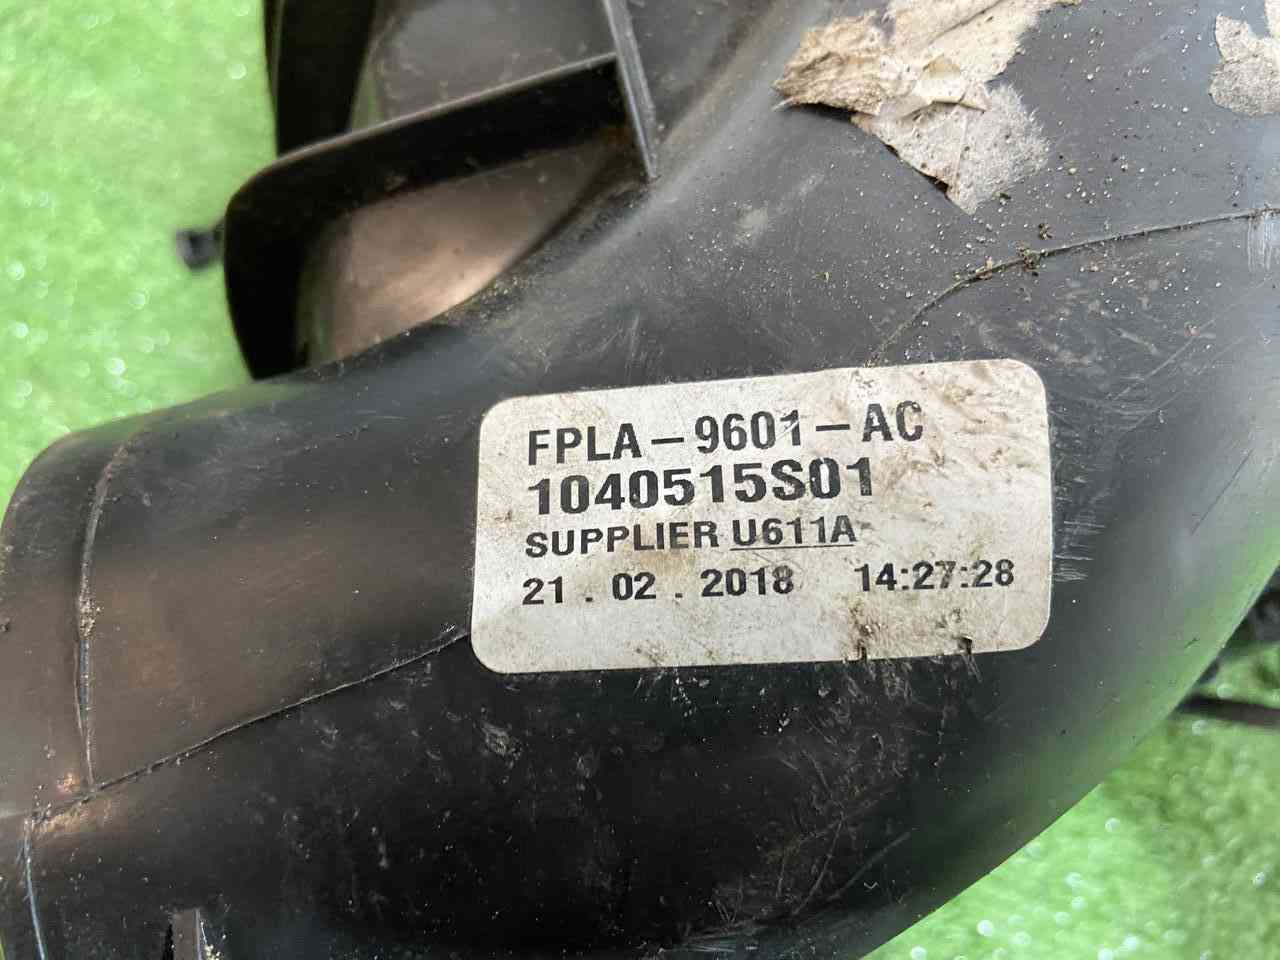 FPLA-9601-AC
1040515S01
SUPPLIER U611A
21.02.2018 14:27:28